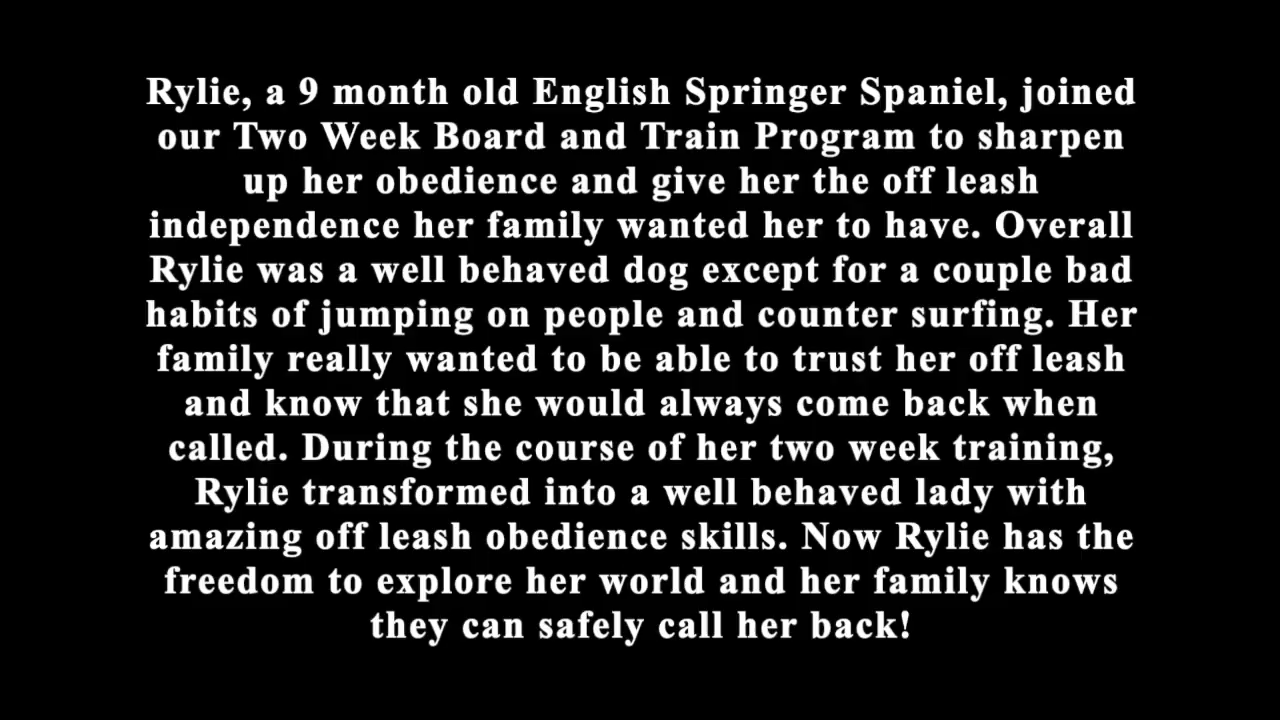 Rylie, a 9 month old English Springer Spaniel, joined
our Two Week Board and Train Program to sharpen
up her obedience and give her the off leash
independence her family wanted her to have. Overall
Rylie was a well behaved dog except for a couple bad
habits of jumping on people and counter surfing. Her
family really wanted to be able to trust her off leash
and know that she would always come back when
called. During the course of her two week training,
Rylie transformed into a well behaved lady with
amazing off leash obedience skills. Now Rylie has the
freedom to explore her world and her family knows
they can safely call her back!